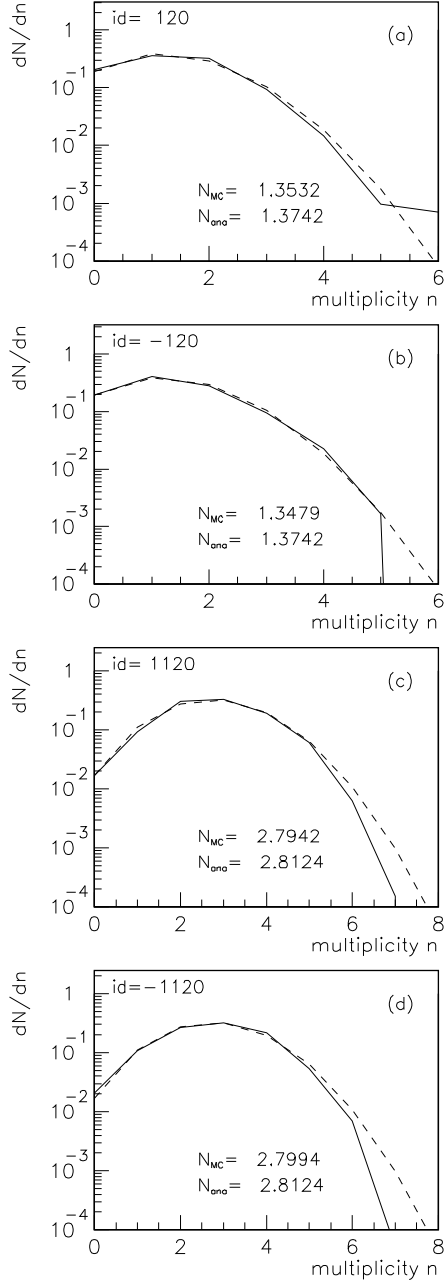 dN/dn
id= 120
(a)
1
10^-1
10^-2
10^-3
10^-4
N_MC= 1.3532
N_ana= 1.3742
0 2 4 6
multiplicity n
dN/dn
id= -120
(b)
1
10^-1
10^-2
10^-3
10^-4
N_MC= 1.3479
N_ana= 1.3742
0 2 4 6
multiplicity n
dN/dn
id= 1120
(c)
1
10^-1
10^-2
10^-3
10^-4
N_MC= 2.7942
N_ana= 2.8124
0 2 4 6 8
multiplicity n
dN/dn
id=-1120
(d)
1
10^-1
10^-2
10^-3
10^-4
N_MC= 2.7994
N_ana= 2.8124
0 2 4 6 8
multiplicity n